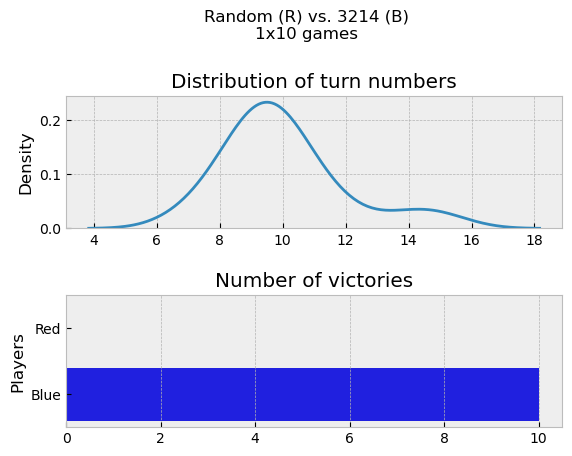 Random (R) vs. 3214 (B)
1x10 games
Distribution of turn numbers
Density
0.2
0.1
0.0
4 6 8 10 12 14 16 18
Number of victories
Players
Red
Blue
0 2 4 6 8 10